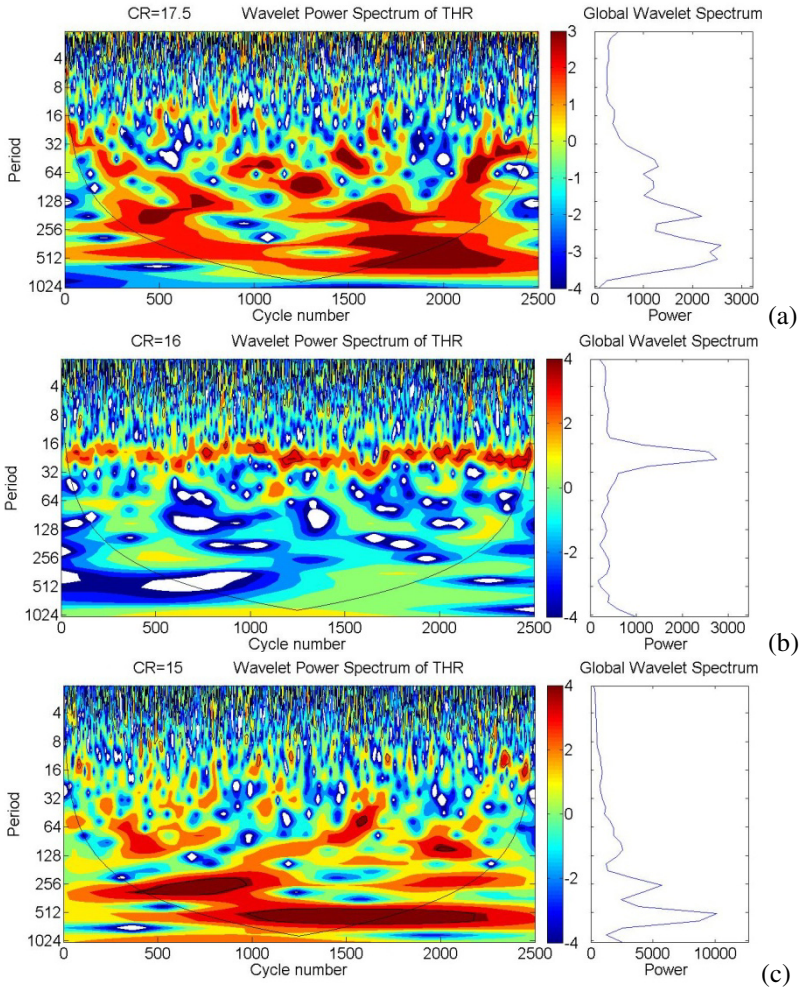 CR=17.5 Wavelet Power Spectrum of THR Global Wavelet Spectrum
Period
4
8
16
32
64
128
256
512
1024
0 500 1000 1500 2000 2500
Cycle number
3
2
1
0
-1
-2
-3
-4
0 1000 2000 3000
Power
(a)
CR=16 Wavelet Power Spectrum of THR Global Wavelet Spectrum
Period
4
8
16
32
64
128
256
512
1024
0 500 1000 1500 2000 2500
Cycle number
4
2
0
-2
-4
0 1000 2000 3000
Power
(b)
CR=15 Wavelet Power Spectrum of THR Global Wavelet Spectrum
Period
4
8
16
32
64
128
256
512
1024
0 500 1000 1500 2000 2500
Cycle number
4
2
0
-2
-4
0 5000 10000
Power
(c)